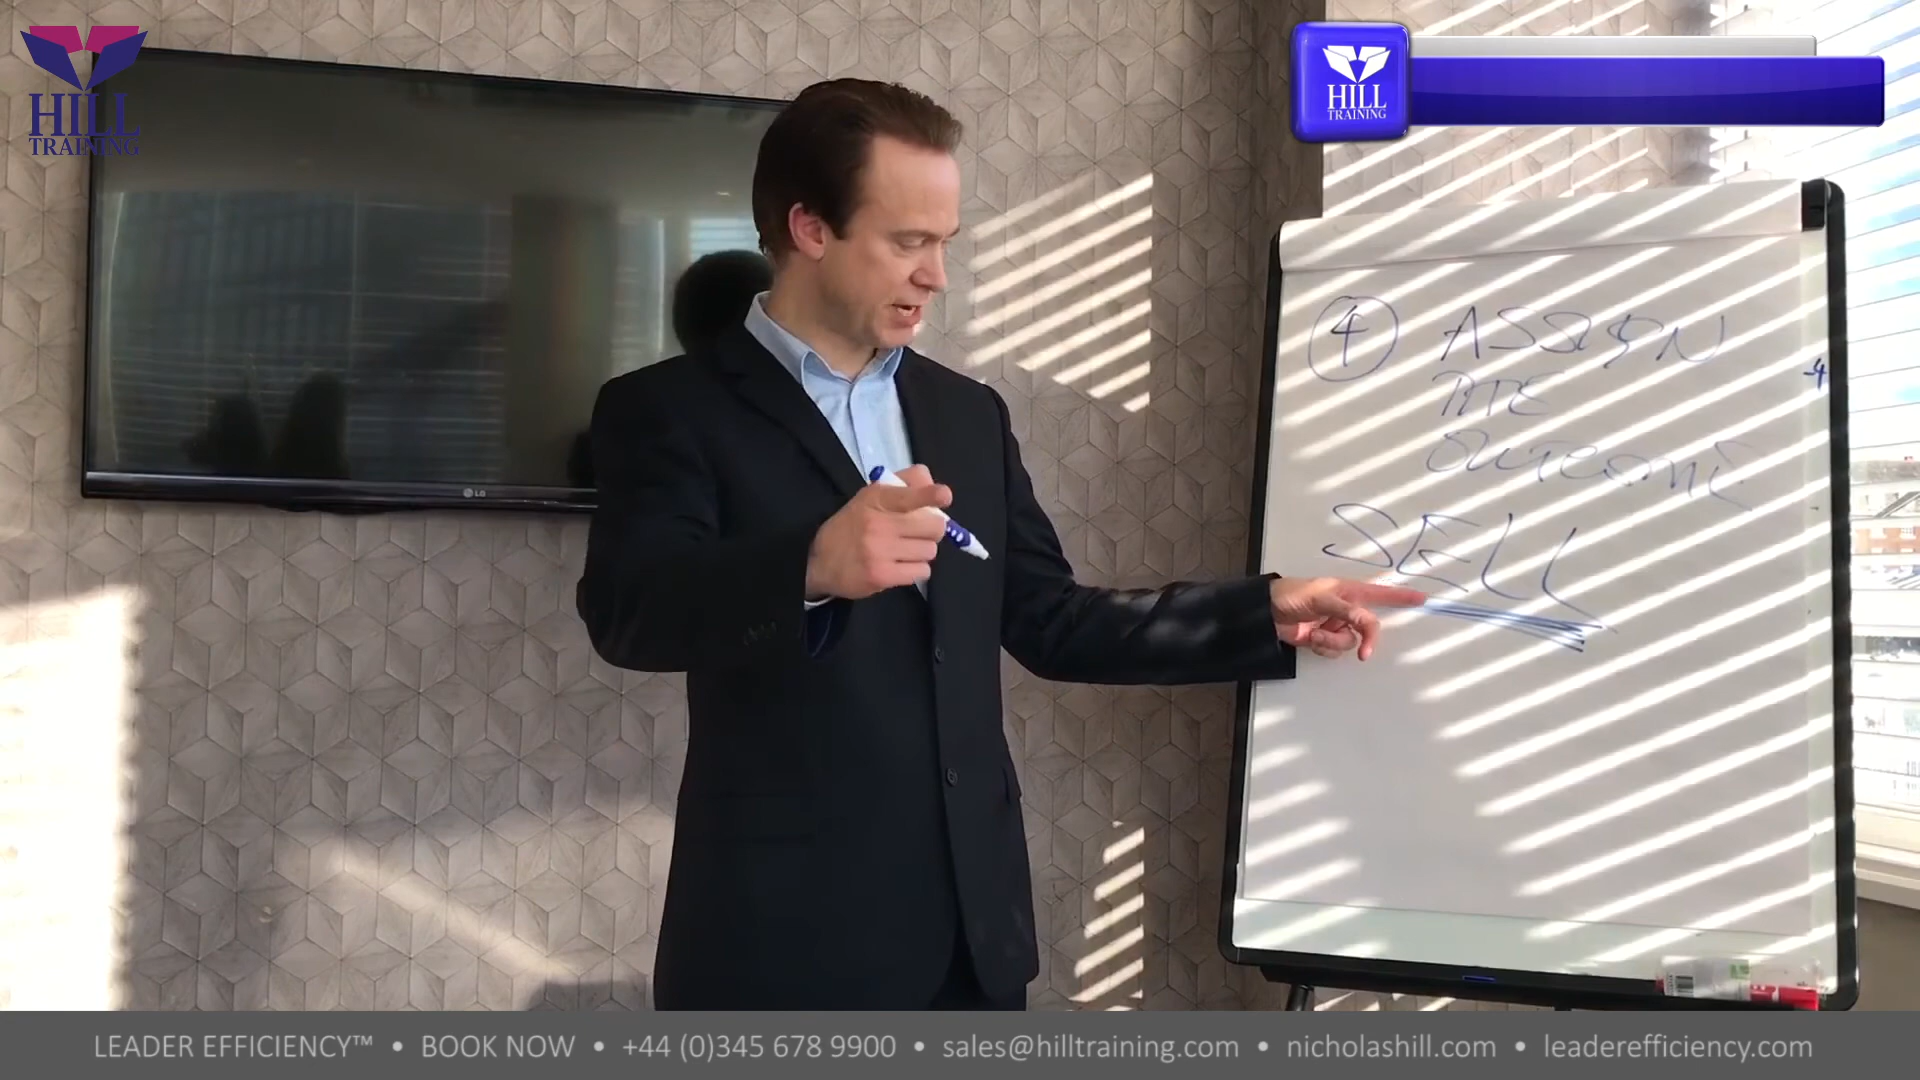 HILL
TRAINING
HILL
TRAINING
4 ASSIGN
THE
OUTCOME
SELL
LG
LEADER EFFICIENCY™ • BOOK NOW • +44 (0)345 678 9900 • sales@hilltraining.com • nicholashill.com • leaderefficiency.com